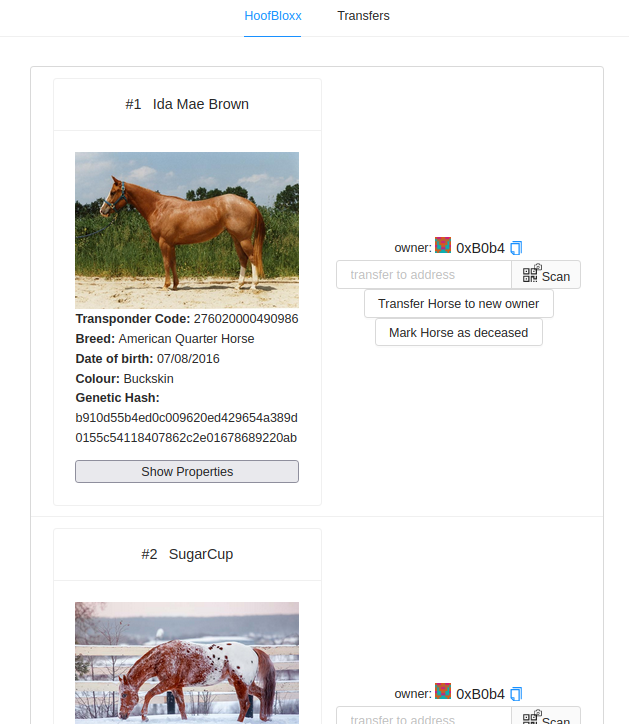 HoofBloxx
Transfers
#1 Ida Mae Brown
Transponder Code: 276020000490986
Breed: American Quarter Horse
Date of birth: 07/08/2016
Colour: Buckskin
Genetic Hash:
b910d55b4ed0c009620ed429654a389d
0155c54118407862c2e01678689220ab
Show Properties
owner: 0xB0b4
transfer to address
Scan
Transfer Horse to new owner
Mark Horse as deceased
#2 SugarCup
owner: 0xB0b4
transfer to address
Scan